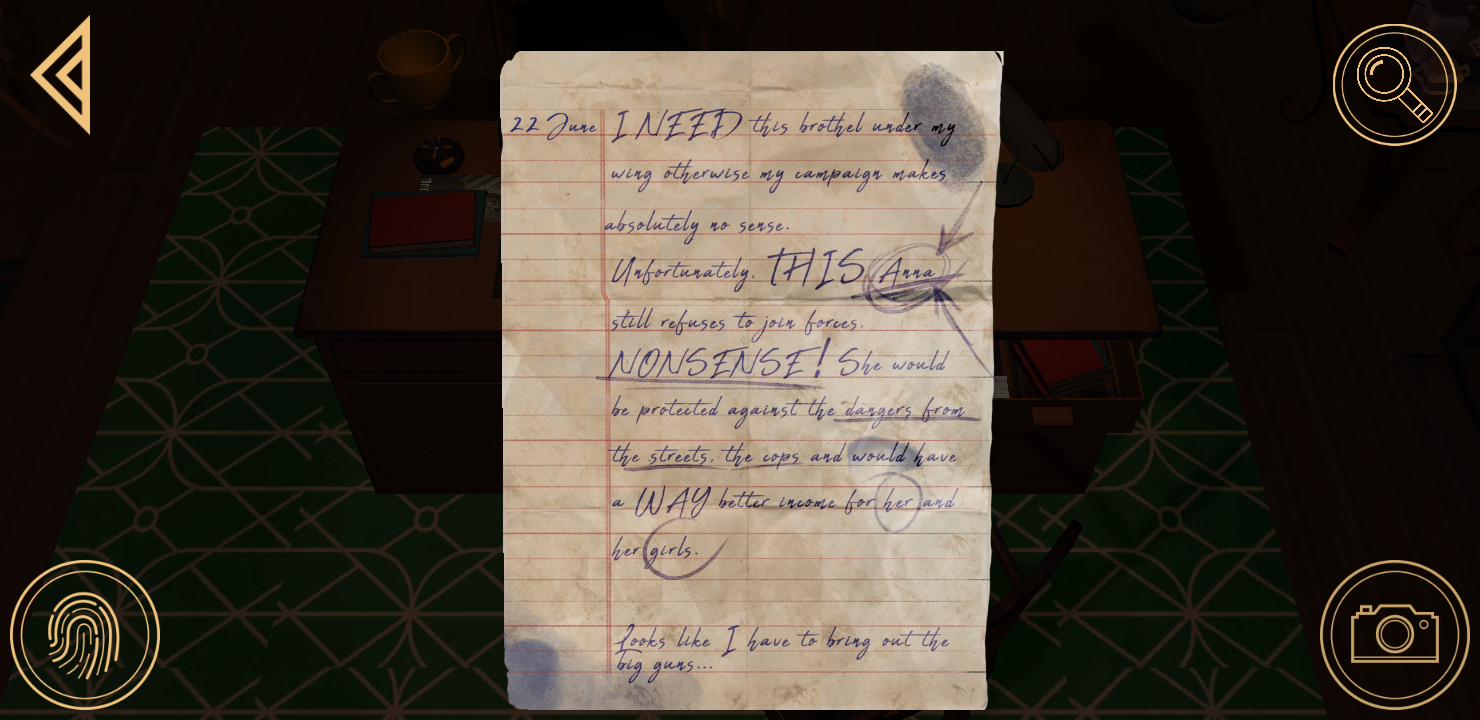 22 June I NEED this brothel under my
wing otherwise my campaign makes
absolutely no sense.
Unfortunately, THIS Anna
still refuses to join forces.
NONSENSE! She would
be protected against the dangers from
the streets, the cops and would have
a WAY better income for her and
her girls.
Looks like I have to bring out the
big guns...